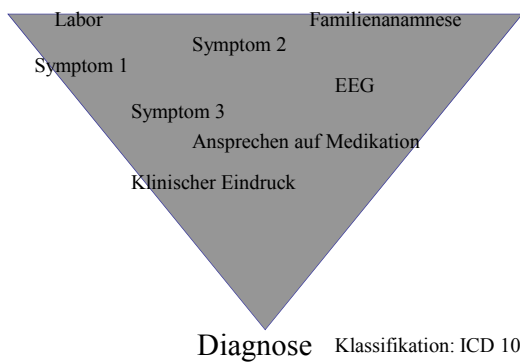 Labor Familienanamnese
Symptom 2
Symptom 1
EEG
Symptom 3
Ansprechen auf Medikation
Klinischer Eindruck
Diagnose Klassifikation: ICD 10